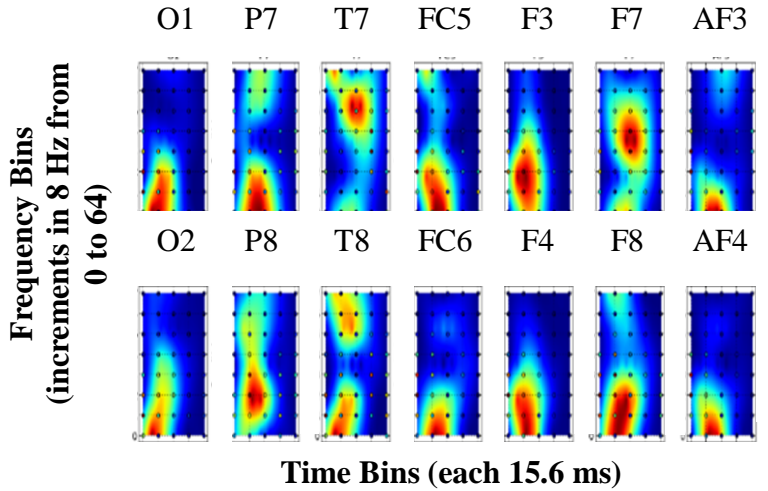 O1 P7 T7 FC5 F3 F7 AF3
Frequency Bins
(increments in 8 Hz from
0 to 64)
O2 P8 T8 FC6 F4 F8 AF4
Time Bins (each 15.6 ms)